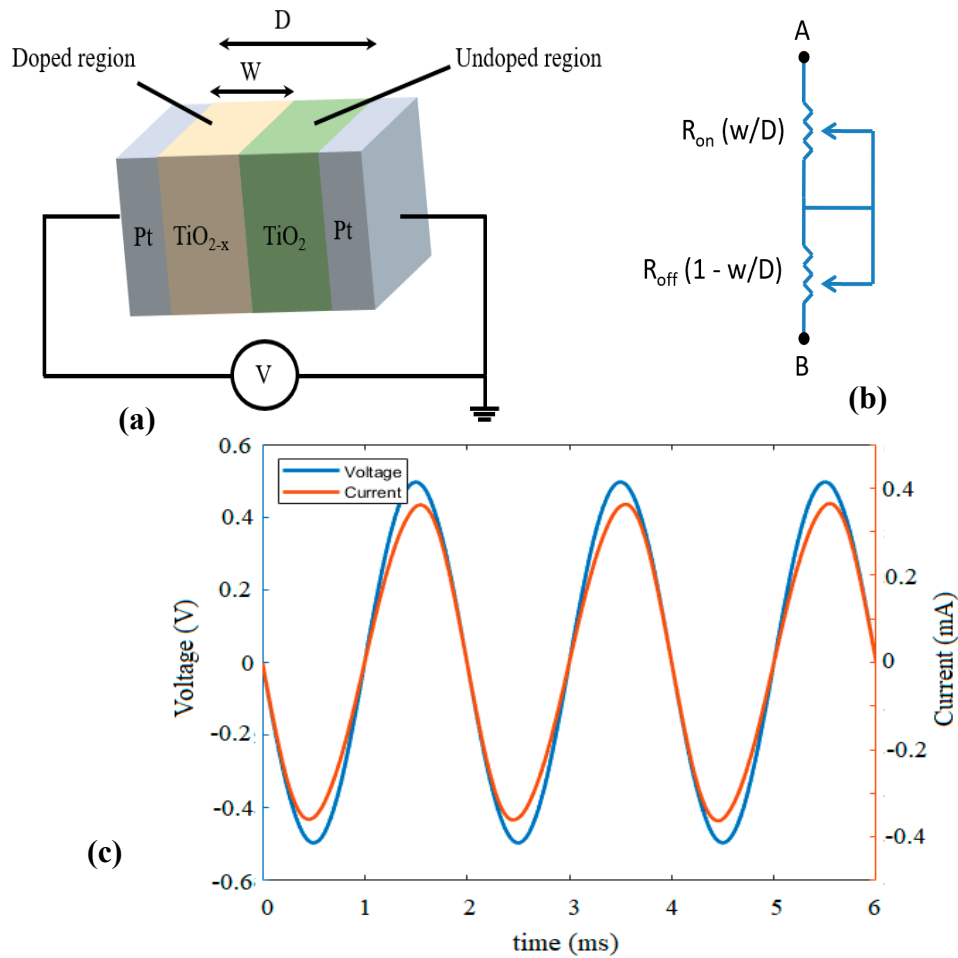 D
Doped region
W
Undoped region
Pt
TiO2-x
TiO2
Pt
V
(a)
A
Ron (w/D)
Roff (1 - w/D)
B
(b)
0.6
0.4
0.2
0
-0.2
-0.4
-0.6
Voltage (V)
Voltage
Current
0.4
0.2
0
-0.2
-0.4
Current (mA)
0 1 2 3 4 5 6
time (ms)
(c)